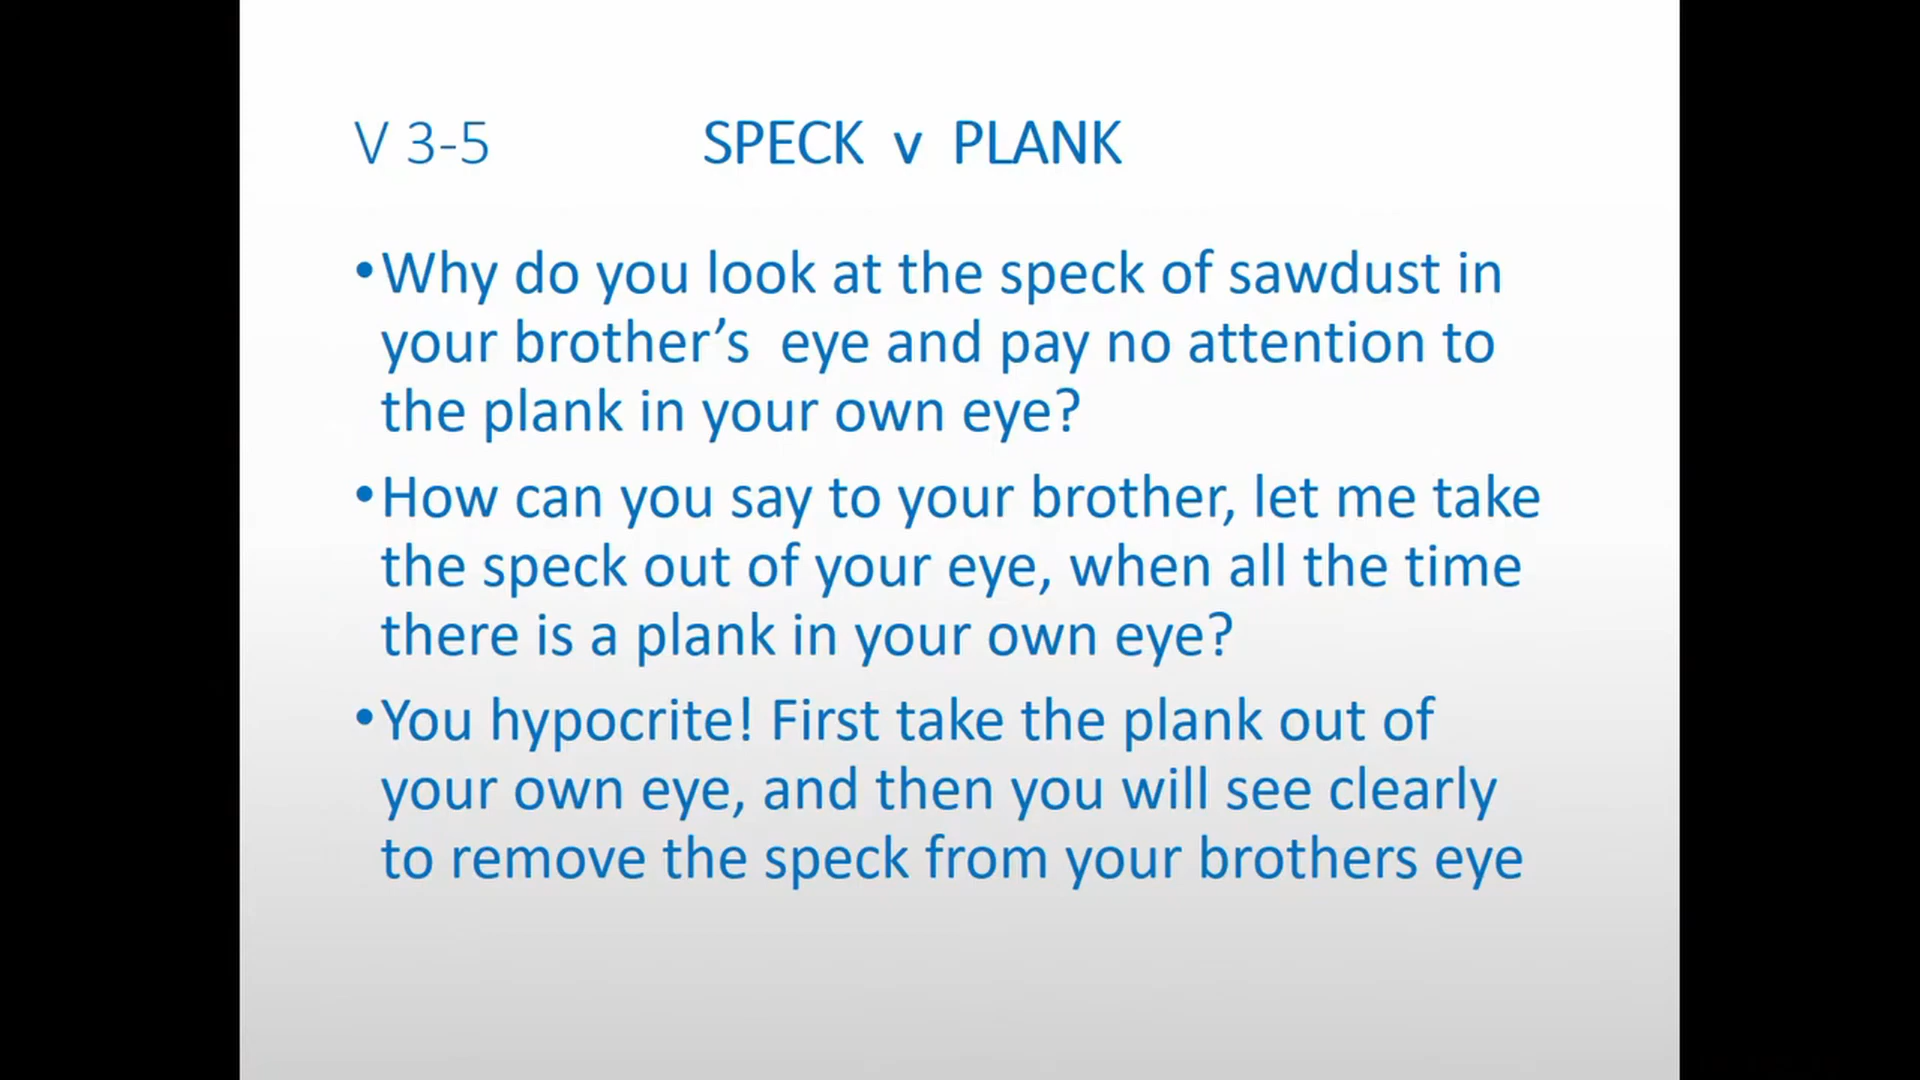 V 3-5 SPECK v PLANK
•Why do you look at the speck of sawdust in
your brother’s eye and pay no attention to
the plank in your own eye?
•How can you say to your brother, let me take
the speck out of your eye, when all the time
there is a plank in your own eye?
•You hypocrite! First take the plank out of
your own eye, and then you will see clearly
to remove the speck from your brothers eye